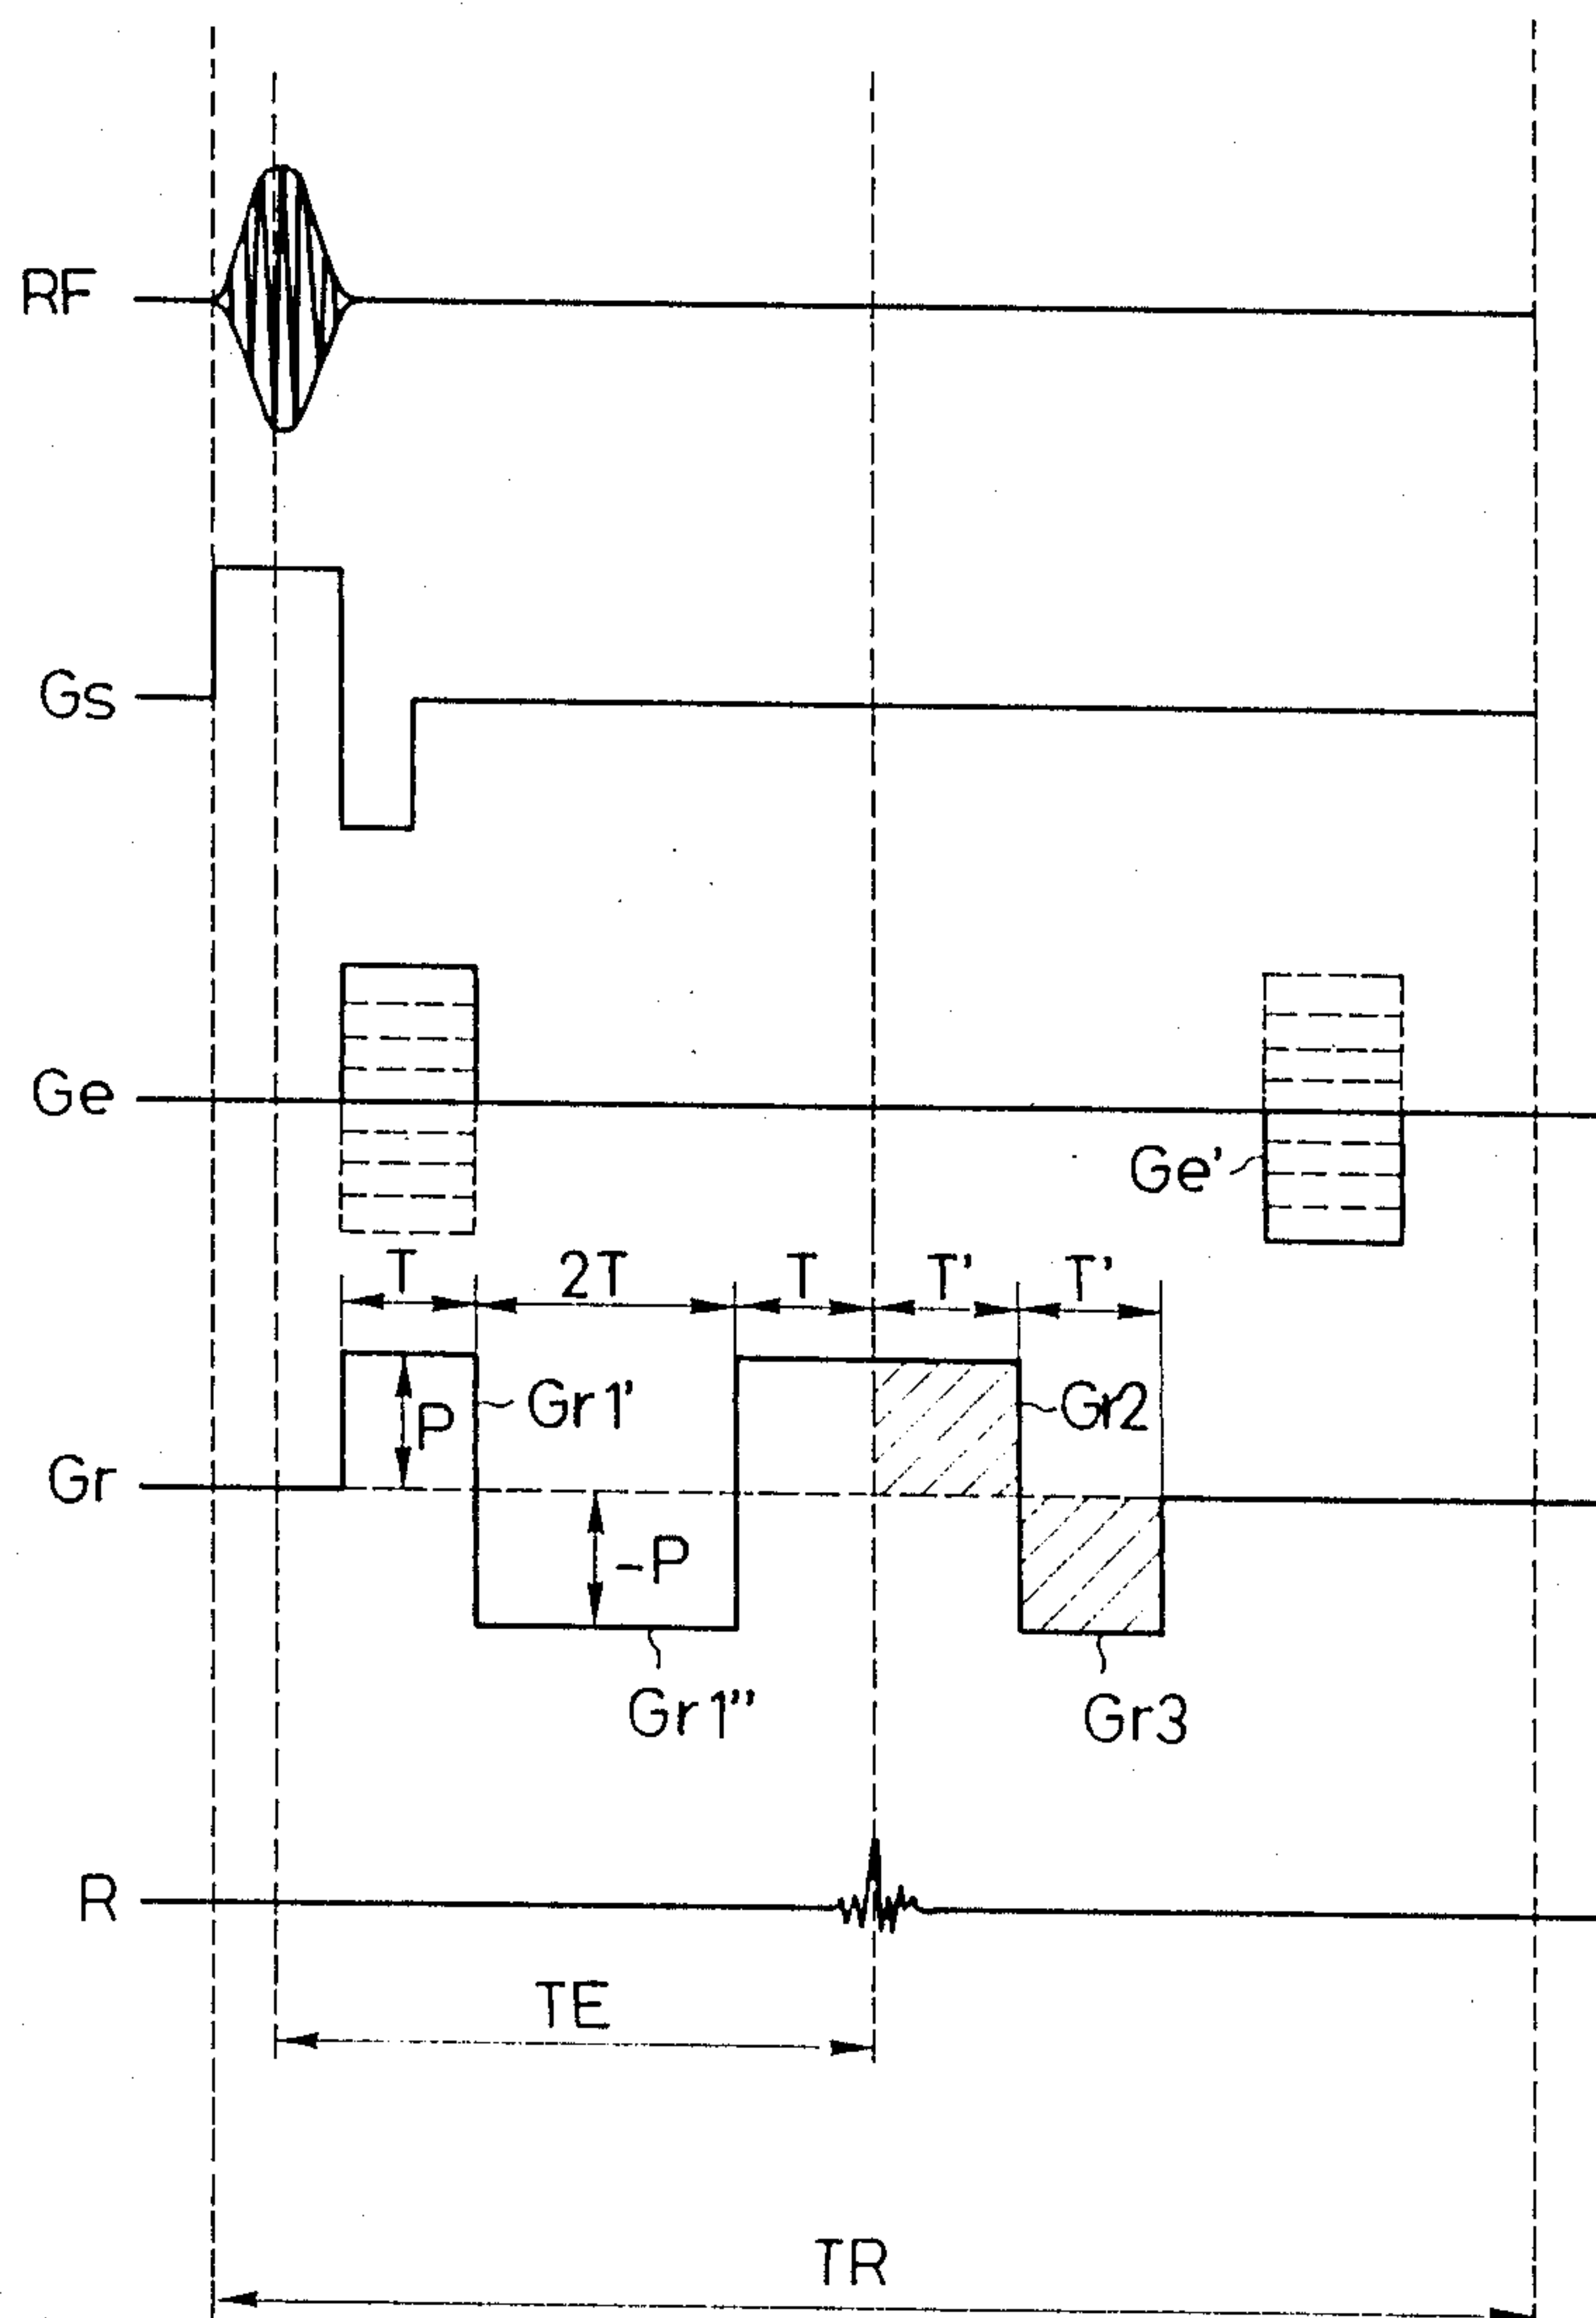 RF
Gs
Ge
Ge'
T 2T T T' T'
P
Gr1'
Gr2
Gr
-P
Gr1"
Gr3
R
TE
TR